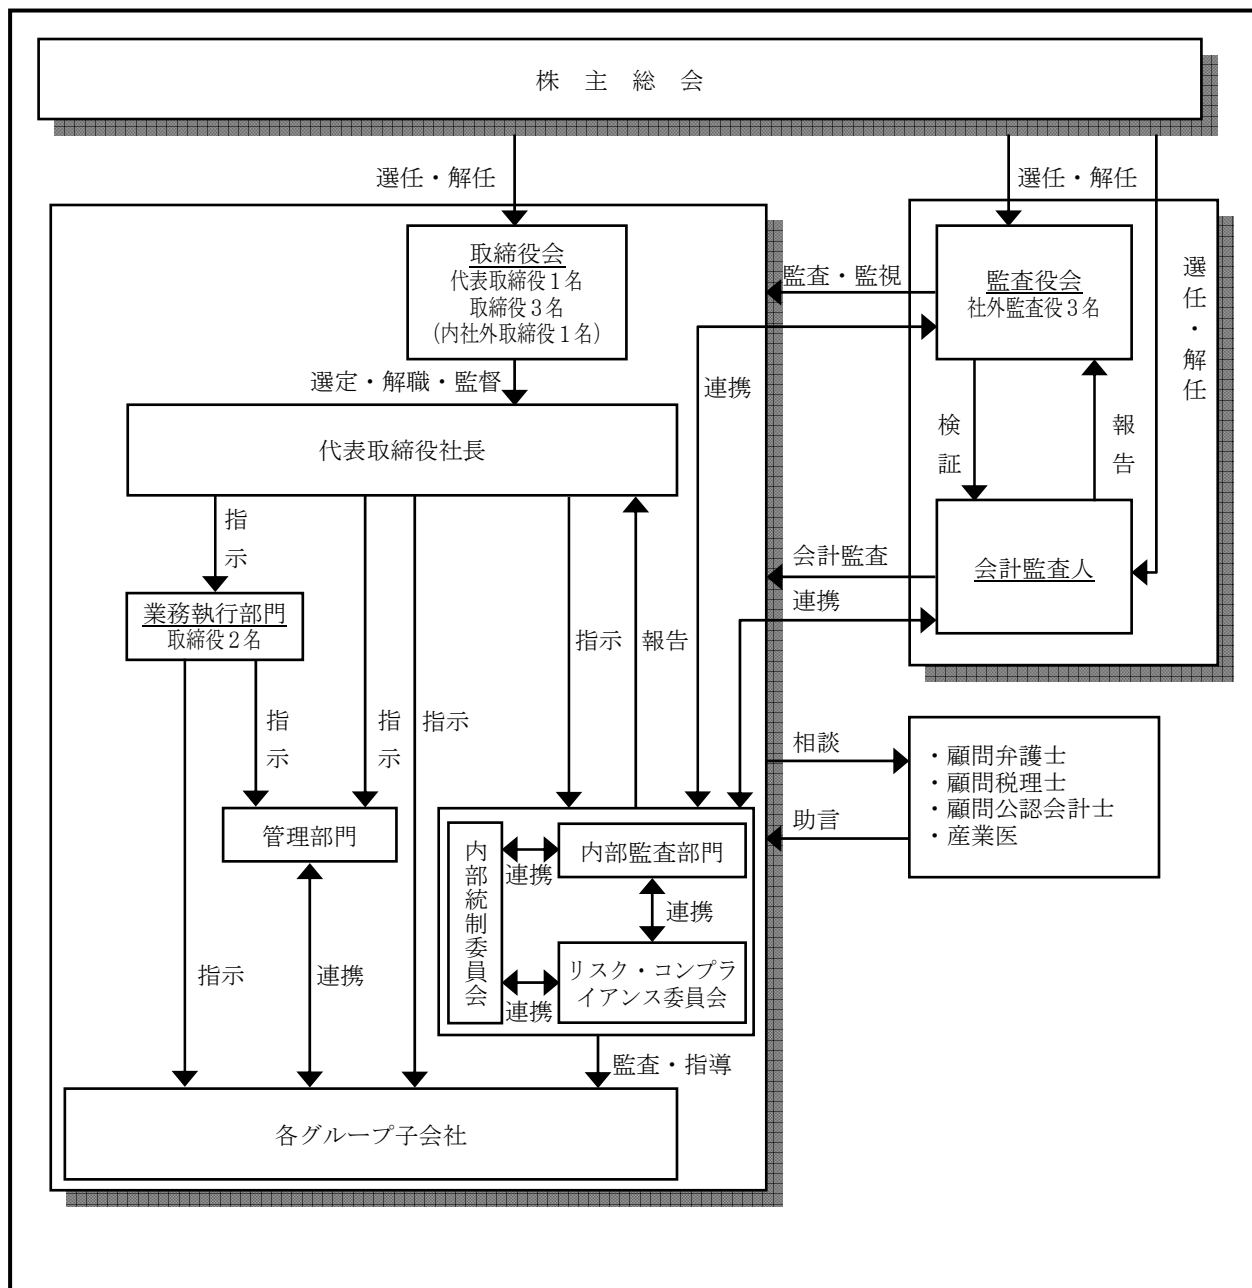 株 主 総 会
選任・解任
選任・解任
選任・解任
取締役会
代表取締役1名
取締役3名
(内社外取締役1名)
監査・監視
監査役会
社外監査役3名
選定・解職・監督
連携
検証
報告
代表取締役社長
指示
会計監査
会計監査人
連携
業務執行部門
取締役2名
指示
報告
指示
指示
指示
相談
・顧問弁護士
・顧問税理士
・顧問公認会計士
・産業医
助言
管理部門
内部統制委員会
連携
内部監査部門
連携
指示
連携
連携
リスク・コンプラ
イアンス委員会
監査・指導
各グループ子会社